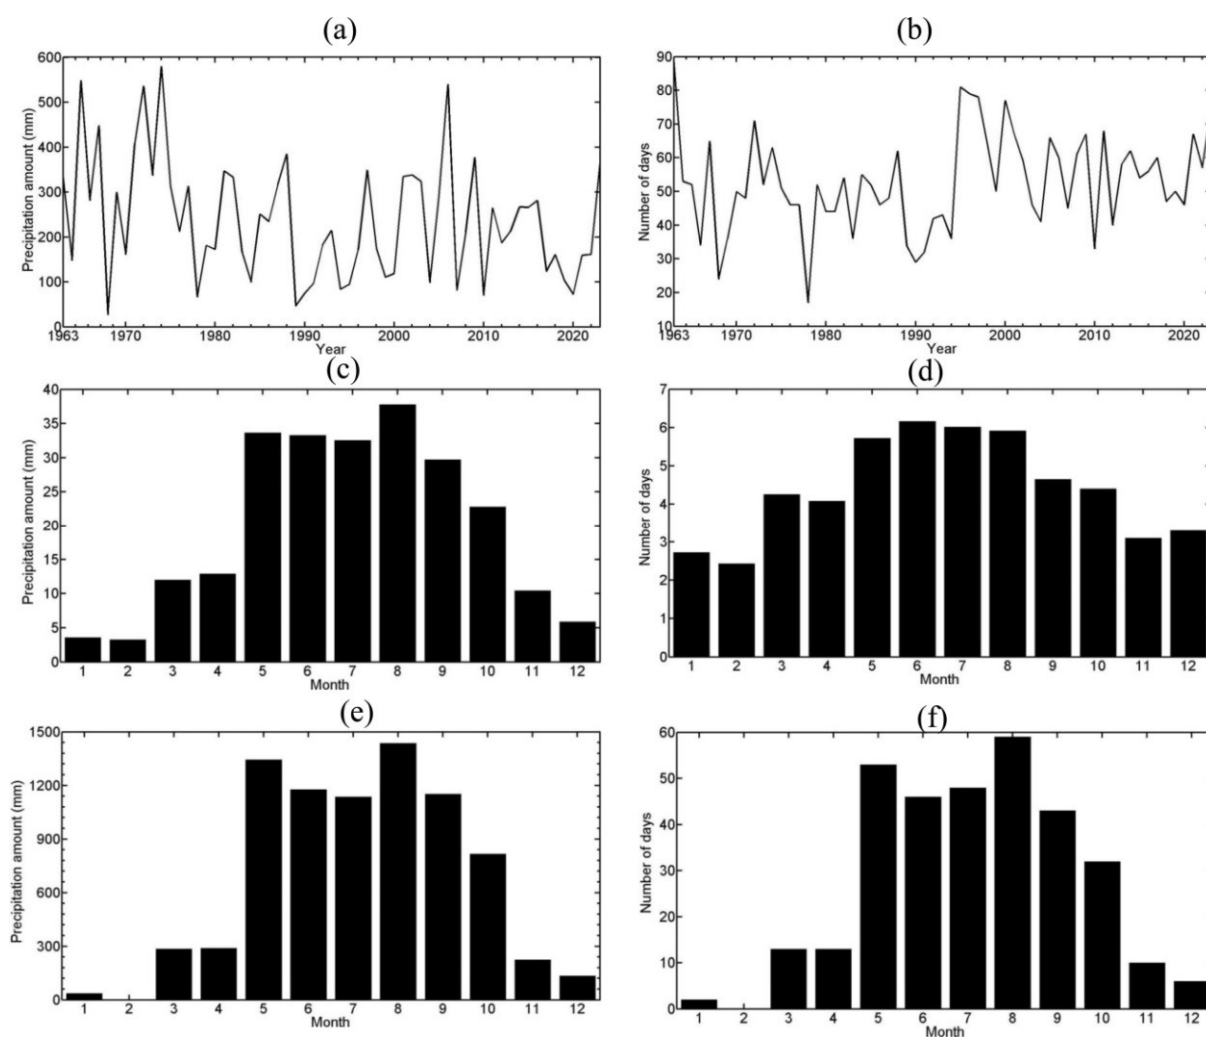 (a)
600
500
400
300
200
100
0
Precipitation amount (mm)
1963 1970 1980 1990 2000 2010 2020
Year
(b)
90
80
70
60
50
40
30
20
10
Number of days
1963 1970 1980 1990 2000 2010 2020
Year
(c)
40
35
30
25
20
15
10
5
0
Precipitation amount (mm)
1 2 3 4 5 6 7 8 9 10 11 12
Month
(d)
7
6
5
4
3
2
1
0
Number of days
1 2 3 4 5 6 7 8 9 10 11 12
Month
(e)
1500
1200
900
600
300
0
Precipitation amount (mm)
1 2 3 4 5 6 7 8 9 10 11 12
Month
(f)
60
50
40
30
20
10
0
Number of days
1 2 3 4 5 6 7 8 9 10 11 12
Month